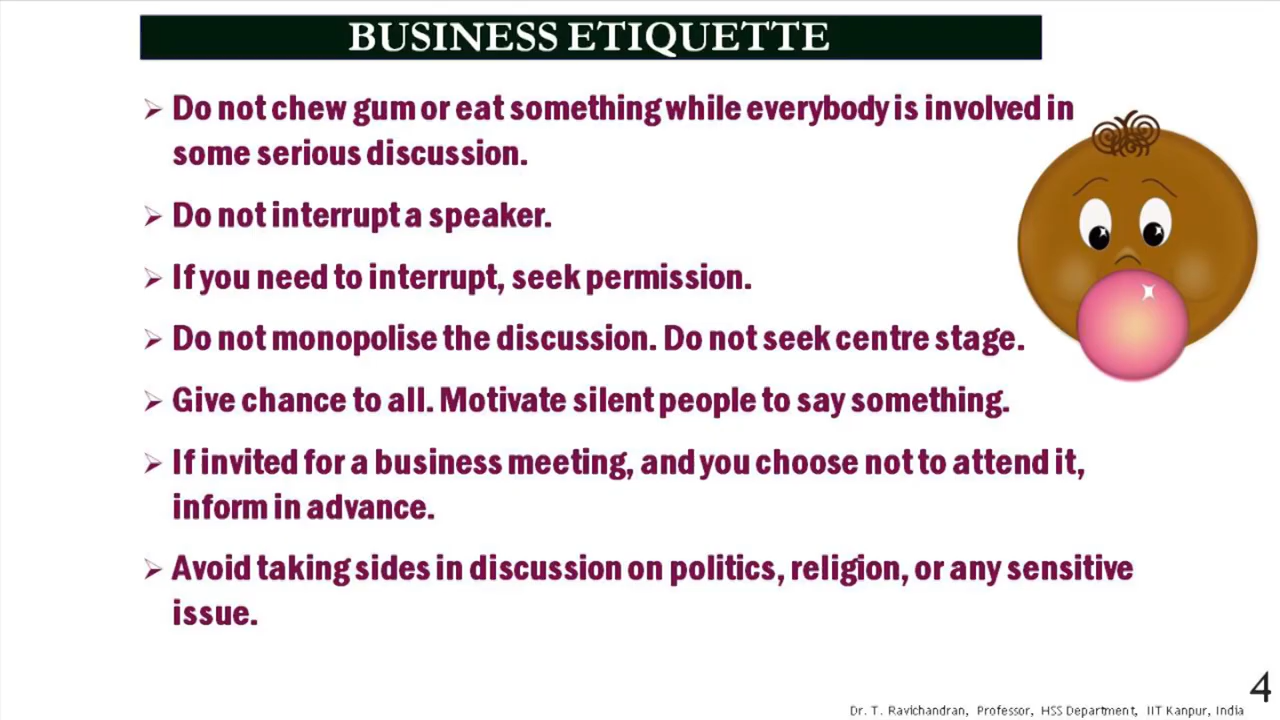 BUSINESS ETIQUETTE
Do not chew gum or eat something while everybody is involved in
some serious discussion.
Do not interrupt a speaker.
If you need to interrupt, seek permission.
Do not monopolise the discussion. Do not seek centre stage.
Give chance to all. Motivate silent people to say something.
If invited for a business meeting, and you choose not to attend it,
inform in advance.
Avoid taking sides in discussion on politics, religion, or any sensitive
issue.
4
Dr. T. Ravichandran, Professor, HSS Department, IIT Kanpur, India